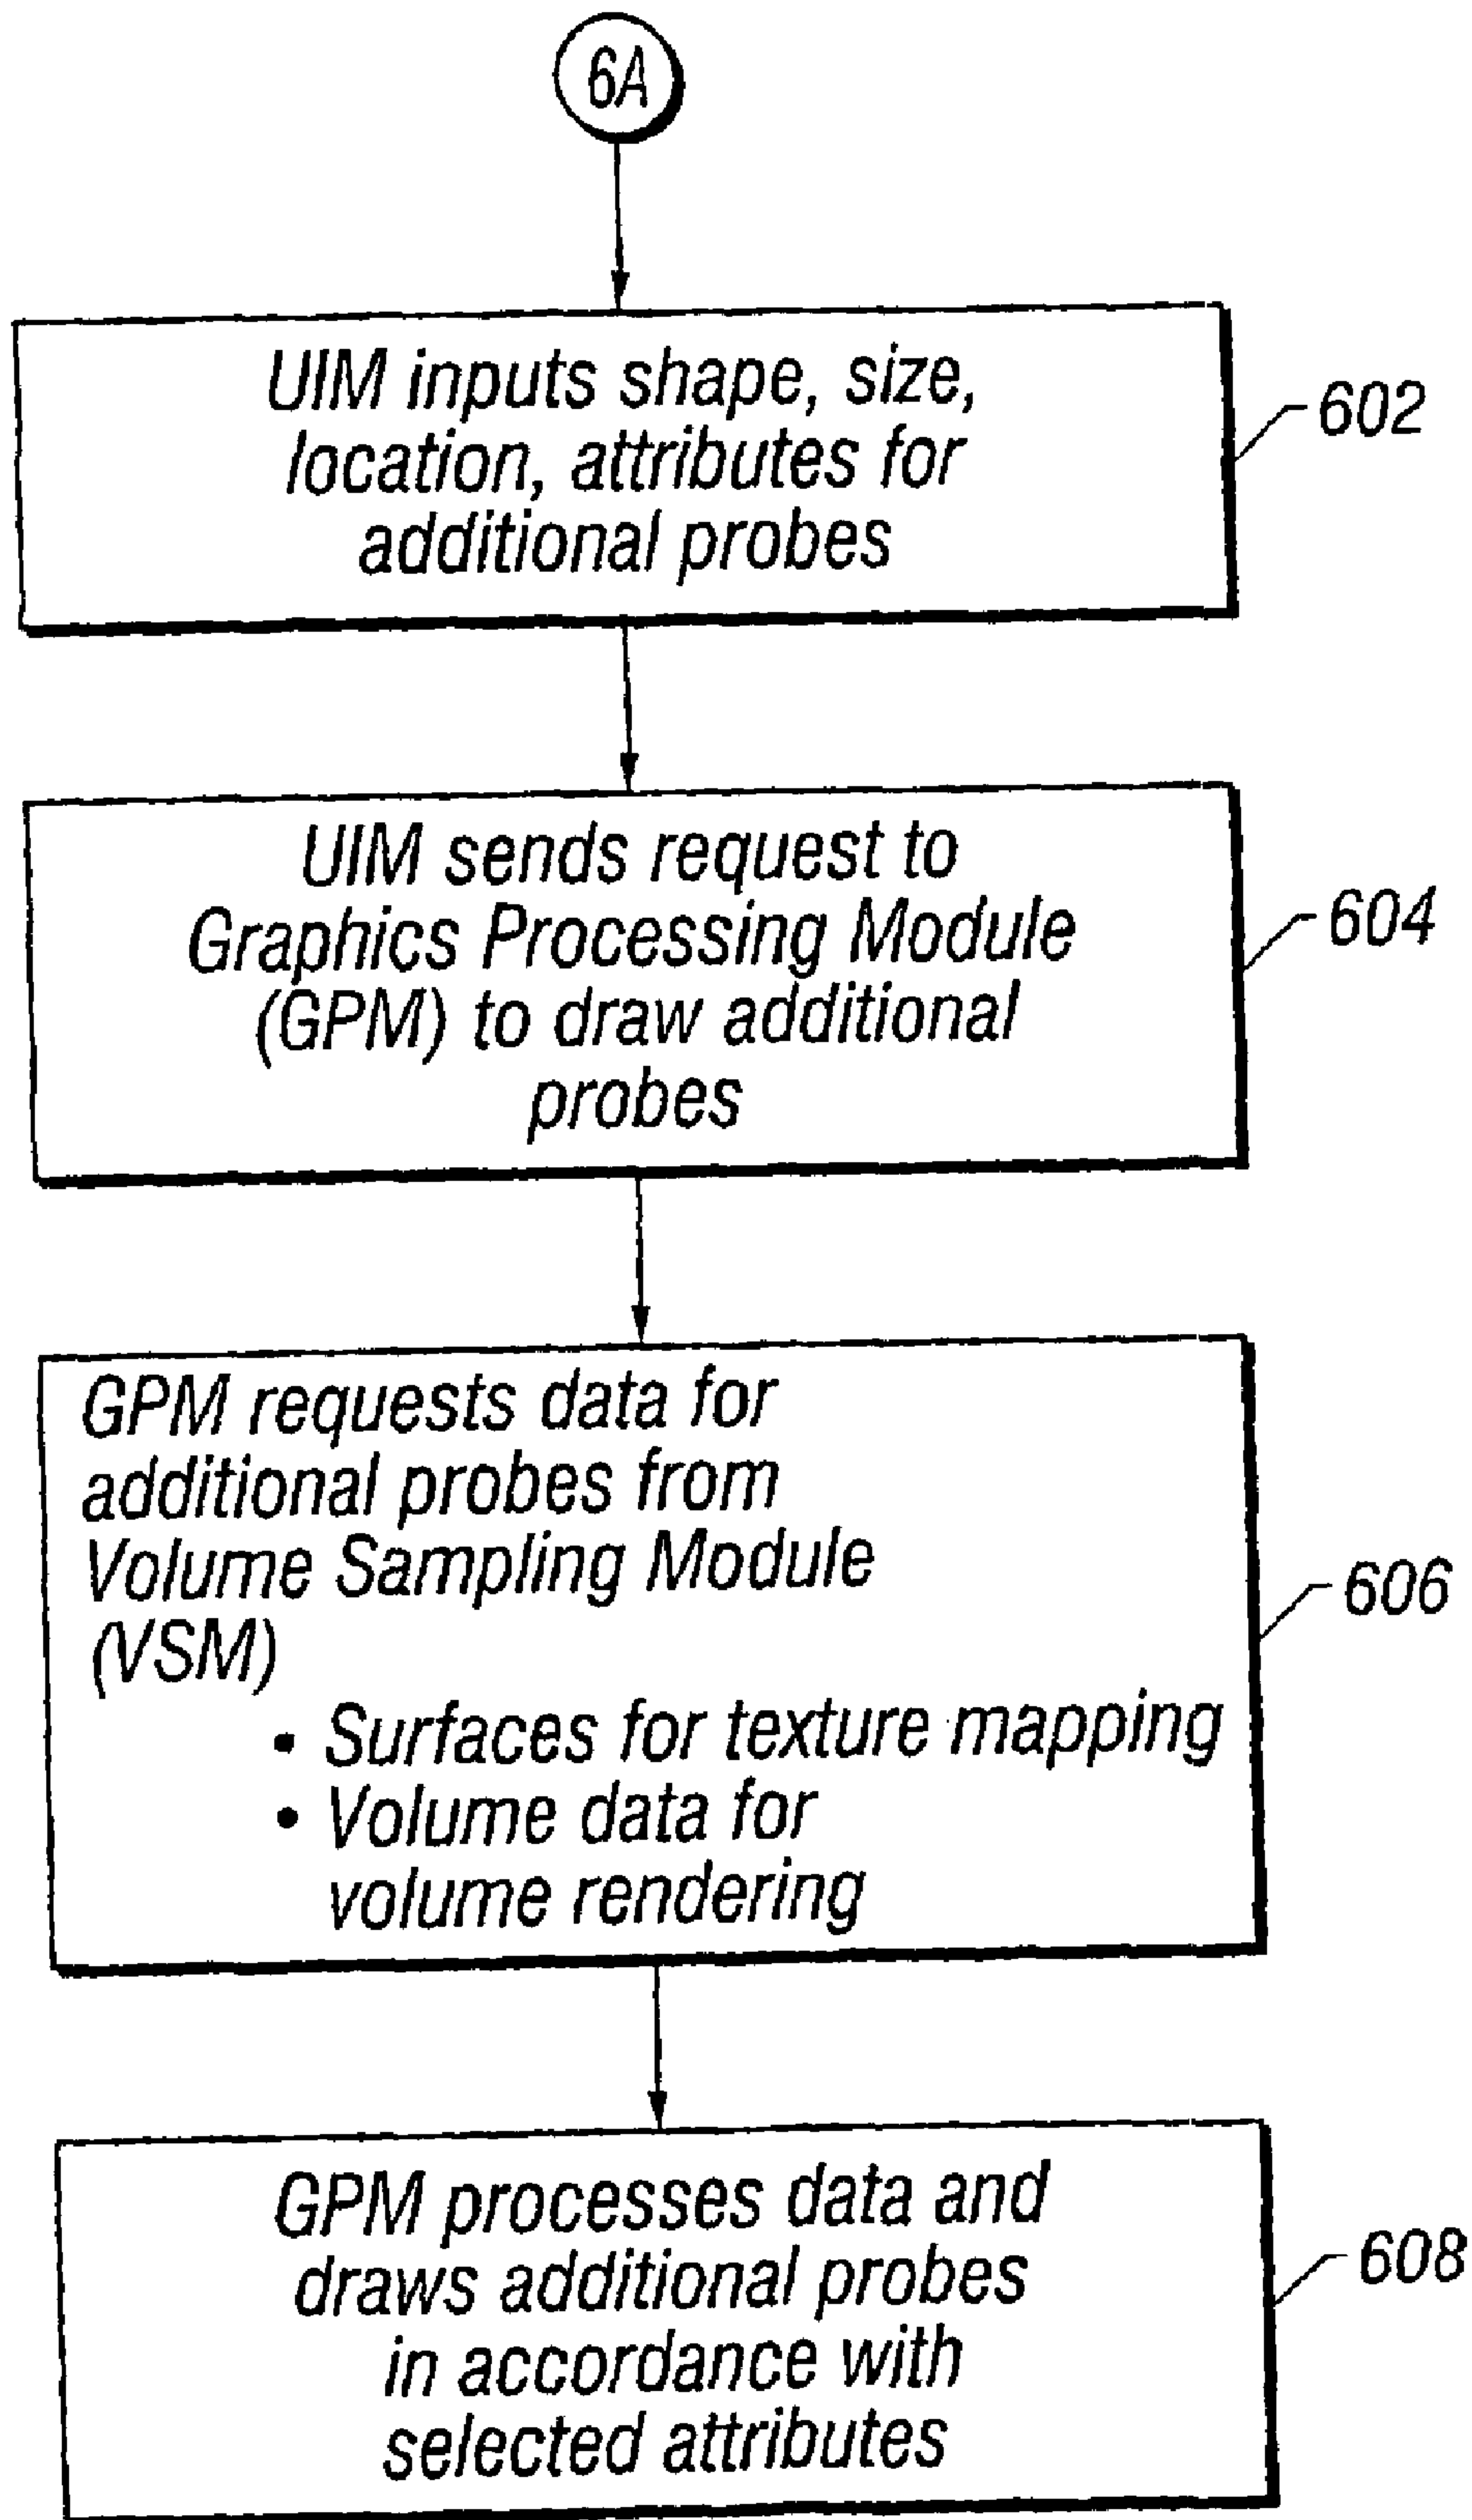 6A
UIM inputs shape, size,
location, attributes for
additional probes
602
UIM sends request to
Graphics Processing Module
(GPM) to draw additional
probes
604
GPM requests data for
additional probes from
Volume Sampling Module
(VSM)
• Surfaces for texture mapping
• Volume data for
volume rendering
606
GPM processes data and
draws additional probes
in accordance with
selected attributes
608